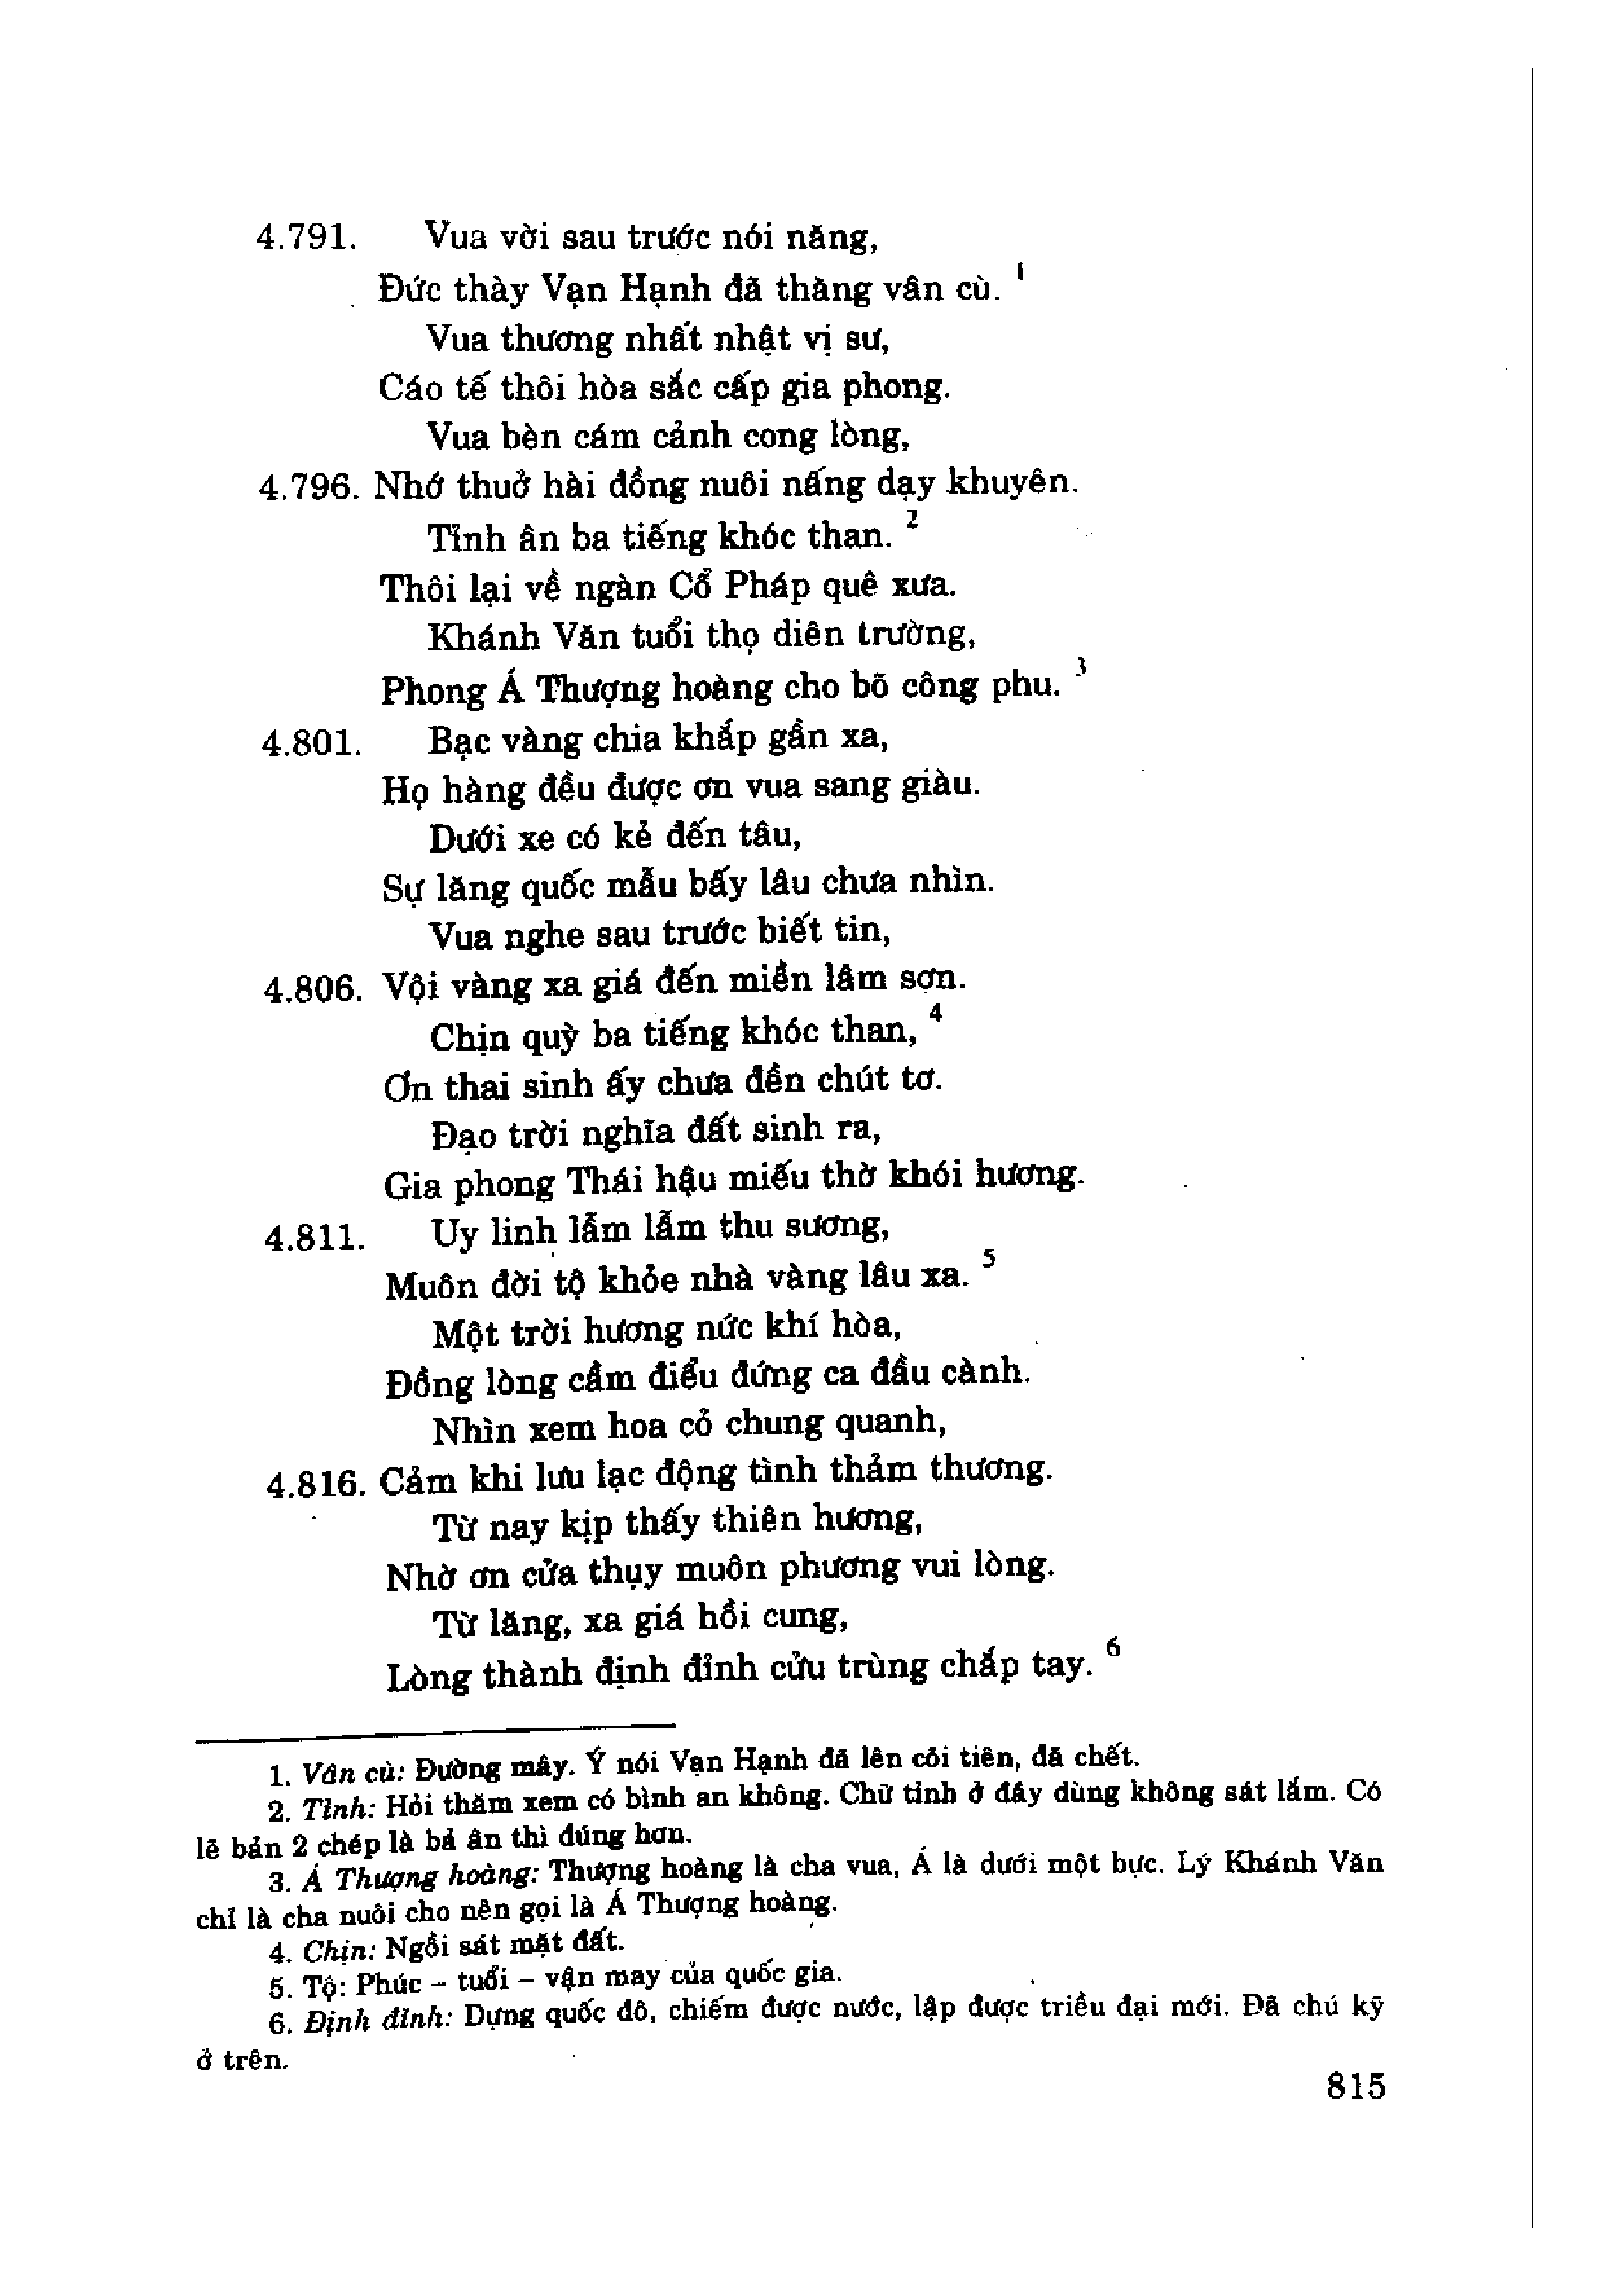 4.791. Vua vời sau trước nói năng,
Đức thày Vạn Hạnh đã thăng vân cù. 1
Vua thương nhất nhật vị sư,
Cáo tế thôi hòa sắc cấp gia phong.
Vua bèn cám cảnh cong lòng,
4.796. Nhớ thuở hài đồng nuôi nấng dạy khuyên.
Tỉnh ân ba tiếng khóc than. 2
Thôi lại về ngàn Cổ Pháp quê xưa.
Khánh Văn tuổi thọ diên trường,
Phong Á Thượng hoàng cho bõ công phu. 3
4.801. Bạc vàng chia khắp gần xa,
Họ hàng đều được ơn vua sang giàu.
Dưới xe có kẻ đến tâu,
Sự lăng quốc mẫu bấy lâu chưa nhìn.
Vua nghe sau trước biết tin,
4.806. Vội vàng xa giá đến miền lâm sơn.
Chịn quỳ ba tiếng khóc than, 4
Ơn thai sinh ấy chưa đền chút tơ.
Đạo trời nghĩa đất sinh ra,
Gia phong Thái hậu miếu thờ khói hương.
4.811. Uy linh lẫm lẫm thu sương,
Muôn đời tộ khỏe nhà vàng lâu xa. 5
Một trời hương nức khí hòa,
Đồng lòng cầm điểu đứng ca đầu cành.
Nhìn xem hoa cỏ chung quanh,
4.816. Cảm khi lưu lạc động tình thảm thương.
Từ nay kịp thấy thiên hương,
Nhờ ơn cửa thụy muôn phương vui lòng.
Từ lăng, xa giá hồi cung,
Lòng thành định đỉnh cửu trùng chắp tay. 6
1. Vân cù: Đường mây. Ý nói Vạn Hạnh đã lên cõi tiên, đã chết.
2. Tỉnh: Hỏi thăm xem có bình an không. Chữ tỉnh ở đây dùng không sát lắm. Có
lẽ bản 2 chép là bả ân thì đúng hơn.
3. Á Thượng hoàng: Thượng hoàng là cha vua, Á là dưới một bực. Lý Khánh Văn
chỉ là cha nuôi cho nên gọi là Á Thượng hoàng.
4. Chịn: Ngồi sát mặt đất.
5. Tộ: Phúc – tuổi – vận may của quốc gia.
6. Định đỉnh: Dựng quốc đô, chiếm được nước, lập được triều đại mới. Đã chú kỹ
ở trên.
815